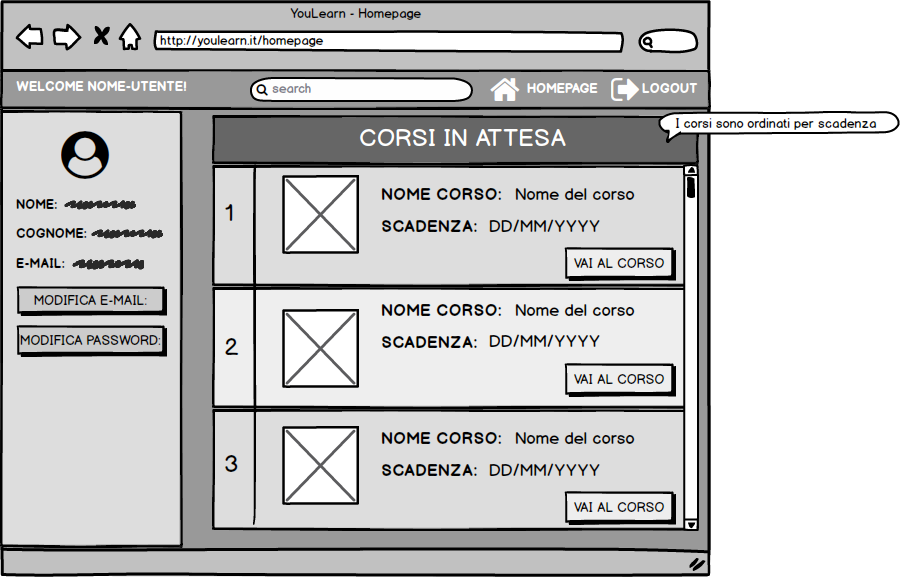 YouLearn - Homepage
http://youlearn.it/homepage
WELCOME NOME-UTENTE!
search
HOMEPAGE
LOGOUT
I corsi sono ordinati per scadenza
CORSI IN ATTESA
NOME:
COGNOME:
E-MAIL:
MODIFICA E-MAIL:
MODIFICA PASSWORD:
1
NOME CORSO: Nome del corso
SCADENZA: DD/MM/YYYY
VAI AL CORSO
2
NOME CORSO: Nome del corso
SCADENZA: DD/MM/YYYY
VAI AL CORSO
3
NOME CORSO: Nome del corso
SCADENZA: DD/MM/YYYY
VAI AL CORSO